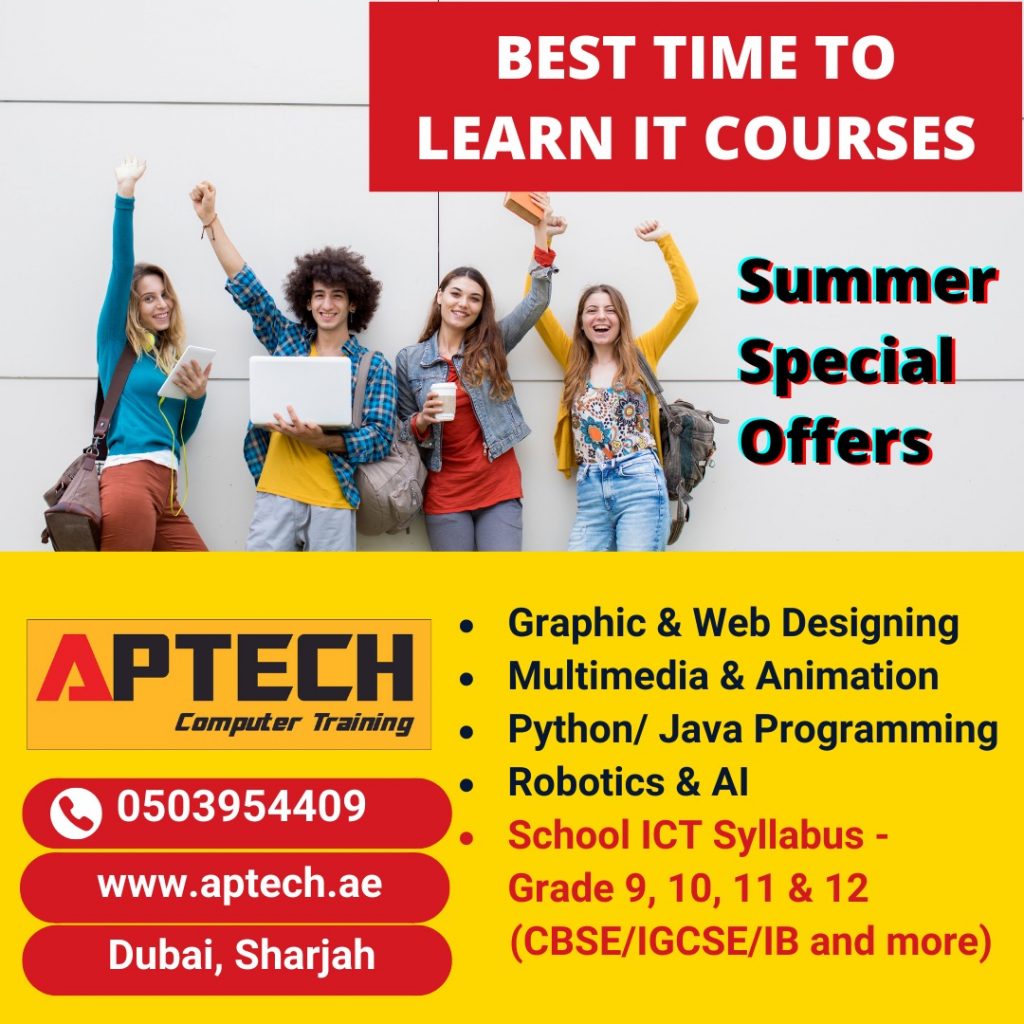 BEST TIME TO
LEARN IT COURSES
Summer
Special
Offers
APTECH
Computer Training
0503954409
www.aptech.ae
Dubai, Sharjah
• Graphic & Web Designing
• Multimedia & Animation
• Python/ Java Programming
• Robotics & AI
• School ICT Syllabus -
Grade 9, 10, 11 & 12
(CBSE/IGCSE/IB and more)